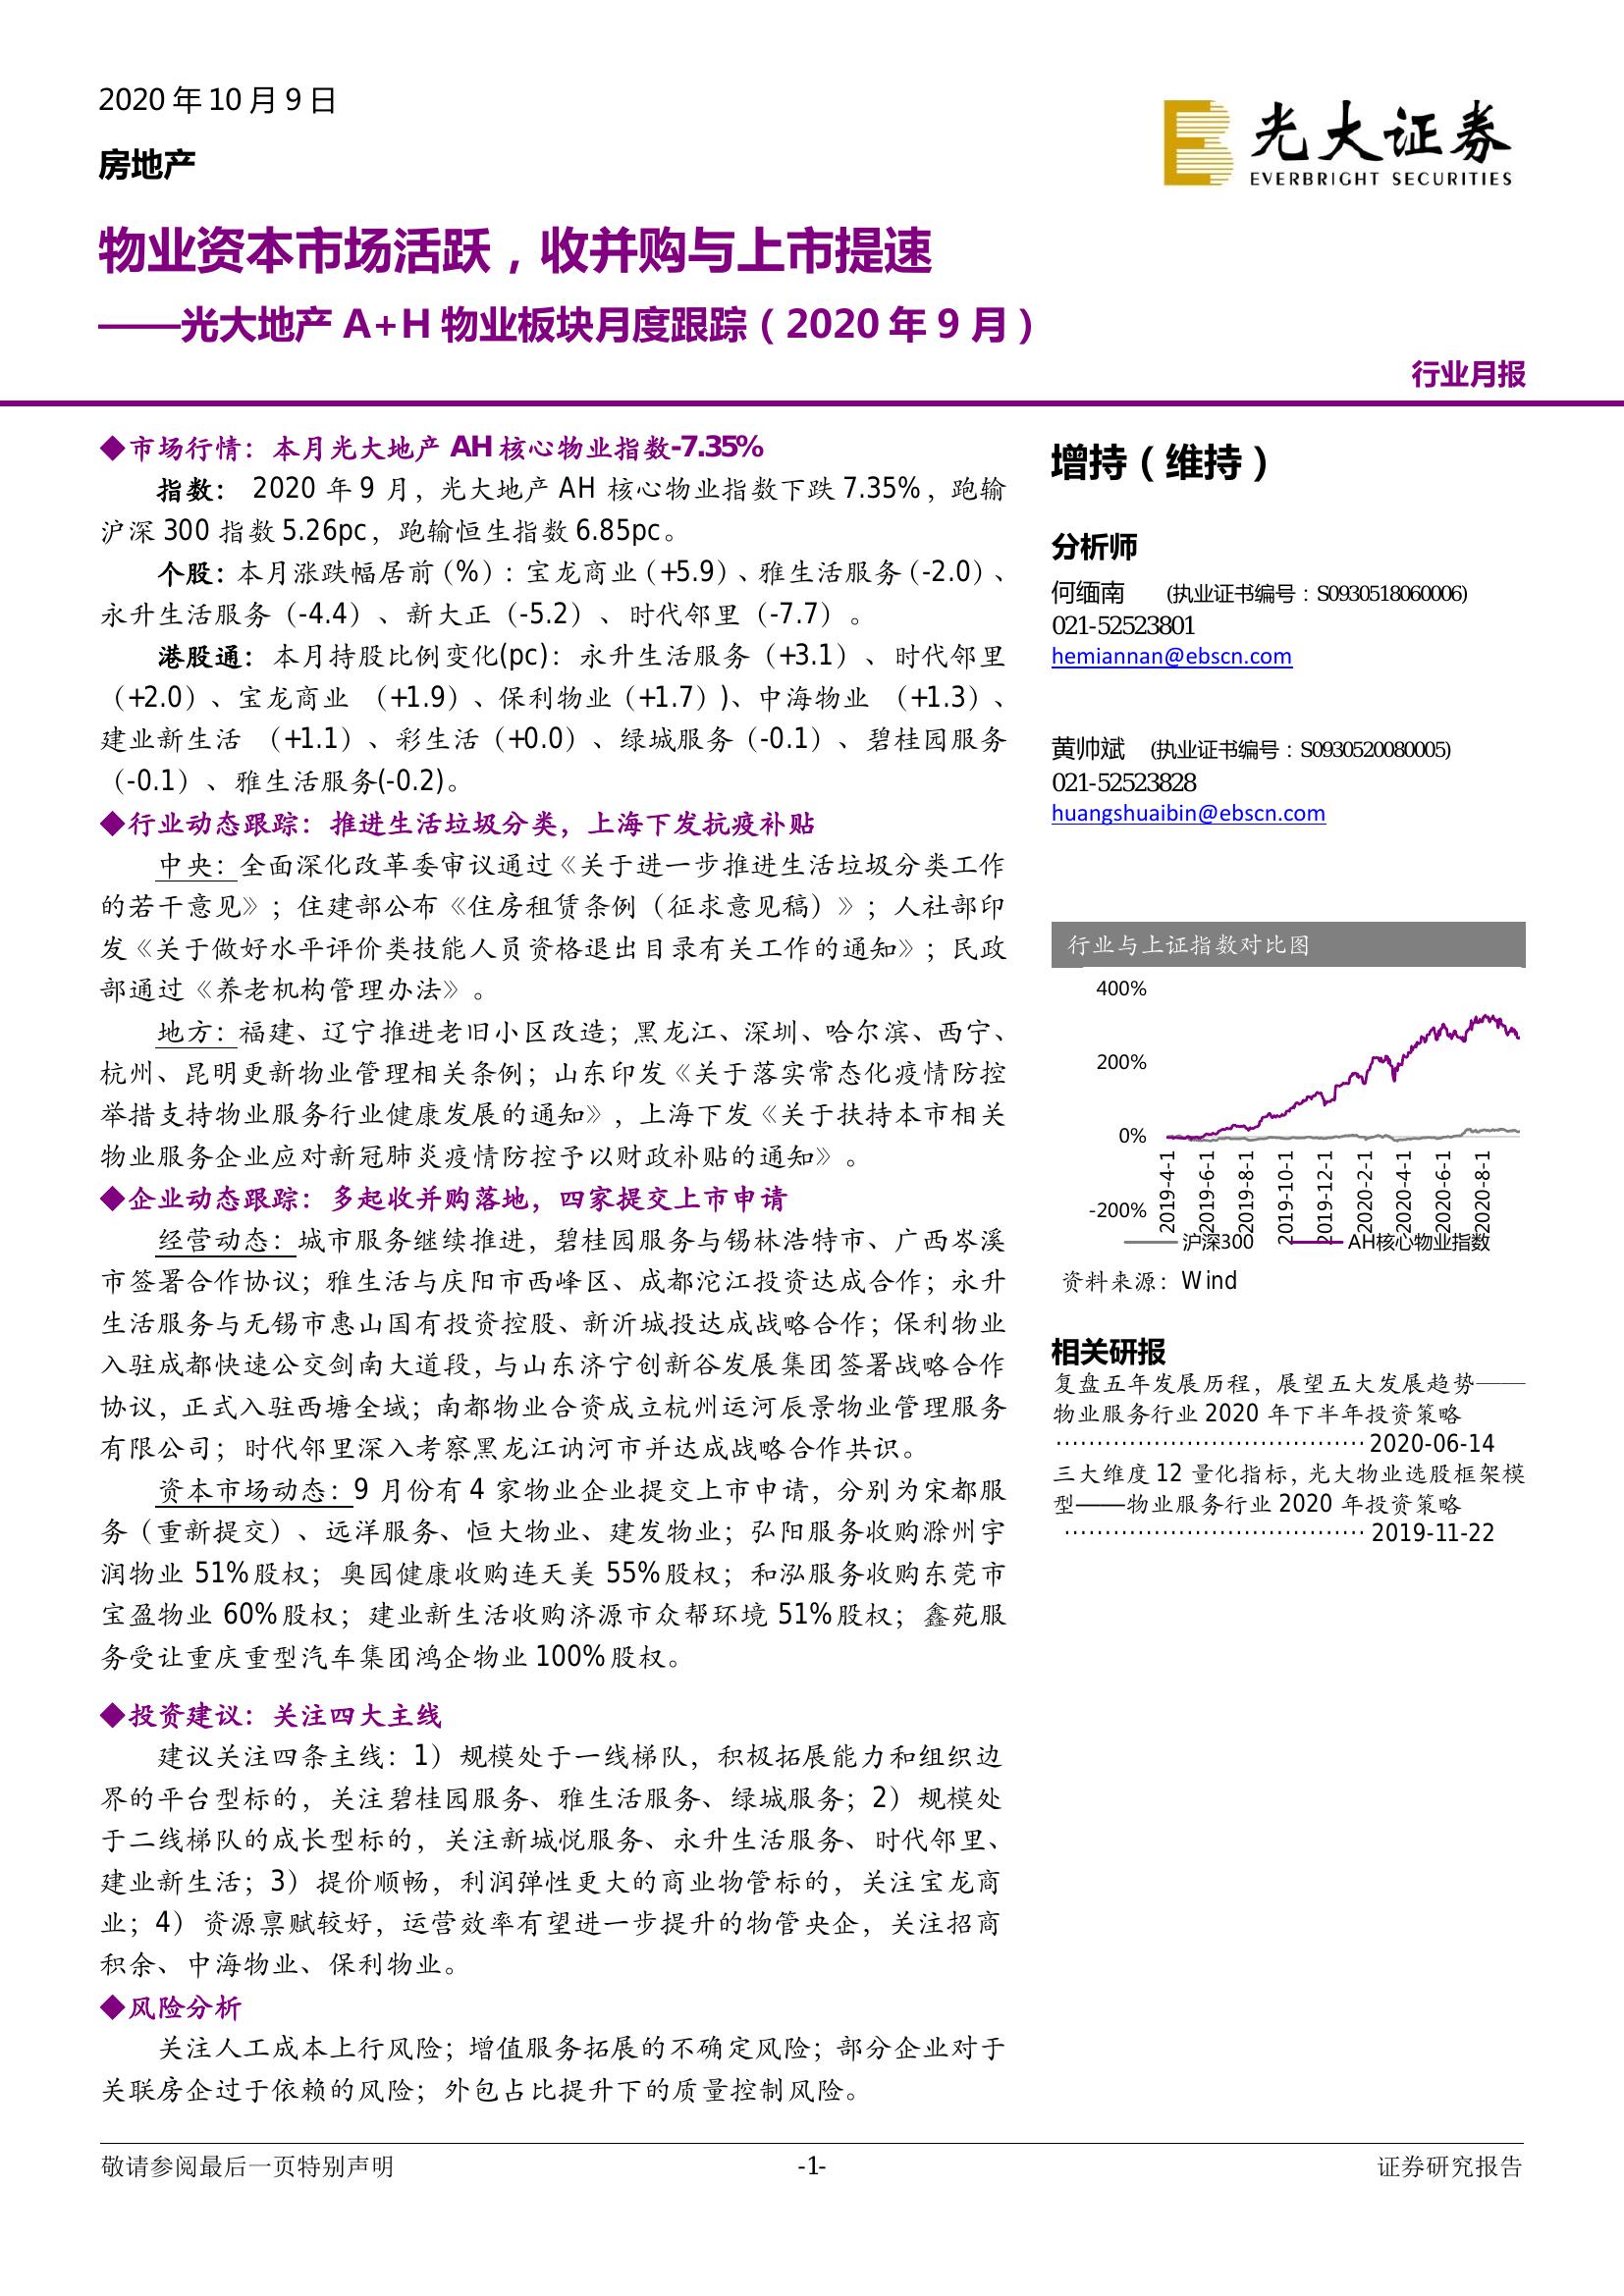 2020 年 10 月 9 日
房地产
光大证券
EVERBRIGHT SECURITIES
物业资本市场活跃，收并购与上市提速
——光大地产 A+H 物业板块月度跟踪（2020 年 9 月）
行业月报
◆市场行情：本月光大地产 AH 核心物业指数-7.35%
指数： 2020 年 9 月，光大地产 AH 核心物业指数下跌 7.35%，跑输
沪深 300 指数 5.26pc，跑输恒生指数 6.85pc。
个股：本月涨跌幅居前（%）：宝龙商业（+5.9）、雅生活服务（-2.0）、
永升生活服务（-4.4）、新大正（-5.2）、时代邻里（-7.7）。
港股通：本月持股比例变化(pc)：永升生活服务（+3.1）、时代邻里
（+2.0）、宝龙商业 （+1.9）、保利物业（+1.7）)、中海物业 （+1.3）、
建业新生活 （+1.1）、彩生活（+0.0）、绿城服务（-0.1）、碧桂园服务
（-0.1）、雅生活服务(-0.2)。
◆行业动态跟踪：推进生活垃圾分类，上海下发抗疫补贴
中央：全面深化改革委审议通过《关于进一步推进生活垃圾分类工作
的若干意见》；住建部公布《住房租赁条例（征求意见稿）》；人社部印
发《关于做好水平评价类技能人员资格退出目录有关工作的通知》；民政
部通过《养老机构管理办法》。
地方：福建、辽宁推进老旧小区改造；黑龙江、深圳、哈尔滨、西宁、
杭州、昆明更新物业管理相关条例；山东印发《关于落实常态化疫情防控
举措支持物业服务行业健康发展的通知》，上海下发《关于扶持本市相关
物业服务企业应对新冠肺炎疫情防控予以财政补贴的通知》。
◆企业动态跟踪：多起收并购落地，四家提交上市申请
经营动态：城市服务继续推进，碧桂园服务与锡林浩特市、广西岑溪
市签署合作协议；雅生活与庆阳市西峰区、成都沱江投资达成合作；永升
生活服务与无锡市惠山国有投资控股、新沂城投达成战略合作；保利物业
入驻成都快速公交剑南大道段，与山东济宁创新谷发展集团签署战略合作
协议，正式入驻西塘全域；南都物业合资成立杭州运河辰景物业管理服务
有限公司；时代邻里深入考察黑龙江讷河市并达成战略合作共识。
资本市场动态：9 月份有 4 家物业企业提交上市申请，分别为宋都服
务（重新提交）、远洋服务、恒大物业、建发物业；弘阳服务收购滁州宇
润物业 51%股权；奥园健康收购连天美 55%股权；和泓服务收购东莞市
宝盈物业 60%股权；建业新生活收购济源市众帮环境 51%股权；鑫苑服
务受让重庆重型汽车集团鸿企物业 100%股权。
◆投资建议：关注四大主线
建议关注四条主线：1）规模处于一线梯队，积极拓展能力和组织边
界的平台型标的，关注碧桂园服务、雅生活服务、绿城服务；2）规模处
于二线梯队的成长型标的，关注新城悦服务、永升生活服务、时代邻里、
建业新生活；3）提价顺畅，利润弹性更大的商业物管标的，关注宝龙商
业；4）资源禀赋较好，运营效率有望进一步提升的物管央企，关注招商
积余、中海物业、保利物业。
◆风险分析
关注人工成本上行风险；增值服务拓展的不确定风险；部分企业对于
关联房企过于依赖的风险；外包占比提升下的质量控制风险。
增持（维持）
分析师
何缅南 (执业证书编号：S0930518060006)
021-52523801
hemiannan@ebscn.com
黄帅斌 (执业证书编号：S0930520080005)
021-52523828
huangshuaibin@ebscn.com
行业与上证指数对比图
400%
200%
0%
-200%
2019-4-1
2019-6-1
2019-8-1
2019-10-1
2019-12-1
2020-2-1
2020-4-1
2020-6-1
2020-8-1
沪深300 AH核心物业指数
资料来源：Wind
相关研报
复盘五年发展历程，展望五大发展趋势——
物业服务行业 2020 年下半年投资策略
······································ 2020-06-14
三大维度 12 量化指标，光大物业选股框架模
型——物业服务行业 2020 年投资策略
····································· 2019-11-22
敬请参阅最后一页特别声明 -1- 证券研究报告